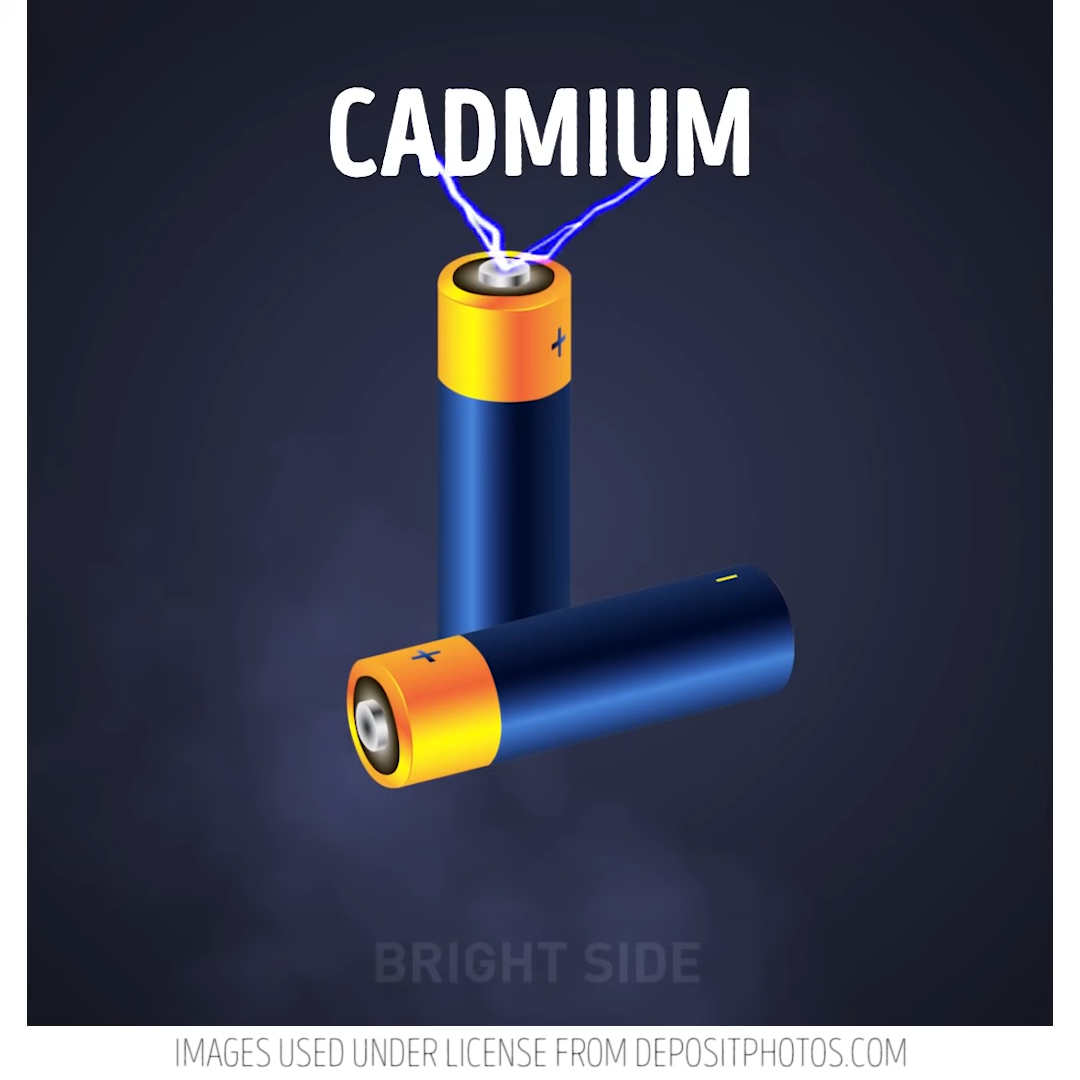 CADMIUM
+
–
+
BRIGHT SIDE
IMAGES USED UNDER LICENSE FROM DEPOSITPHOTOS.COM